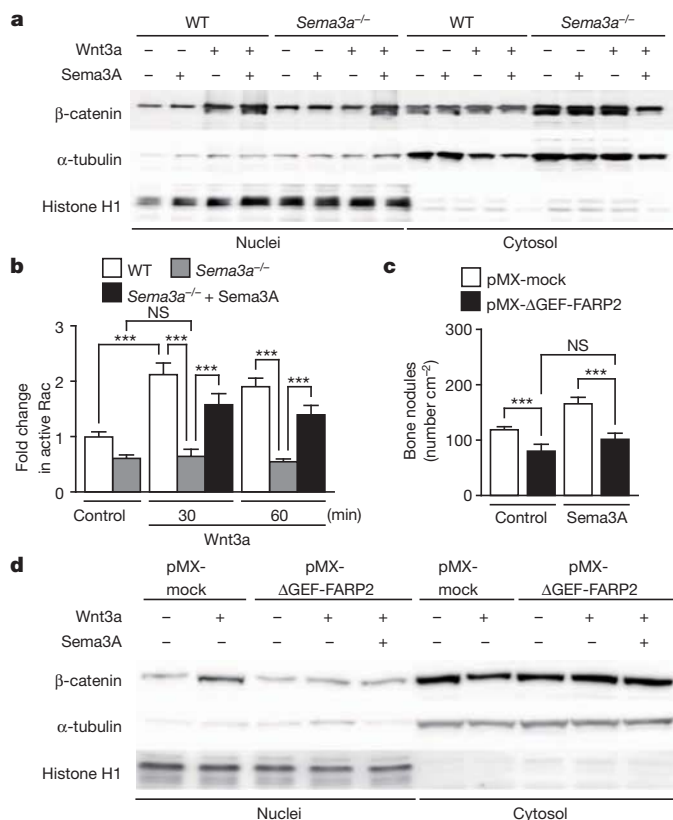 a
WT Sema3a−/− WT Sema3a−/−
Wnt3a − − + + − − + + − − + + − − + +
Sema3A − + − + − + − + − + − + − + − +
β-catenin
α-tubulin
Histone H1
Nuclei Cytosol
b
WT Sema3a−/−
Sema3a−/− + Sema3A
NS
*** *** *** *** ***
3
2
1
0
Fold change
in active Rac
Control 30 60 (min)
Wnt3a
c
pMX-mock
pMX-ΔGEF-FARP2
NS
*** ***
300
200
100
0
Bone nodules
(number cm−2)
Control Sema3A
d
pMX- pMX- pMX- pMX-
mock ΔGEF-FARP2 mock ΔGEF-FARP2
Wnt3a − + − + + − + − + +
Sema3A − − − − + − − − − +
β-catenin
α-tubulin
Histone H1
Nuclei Cytosol